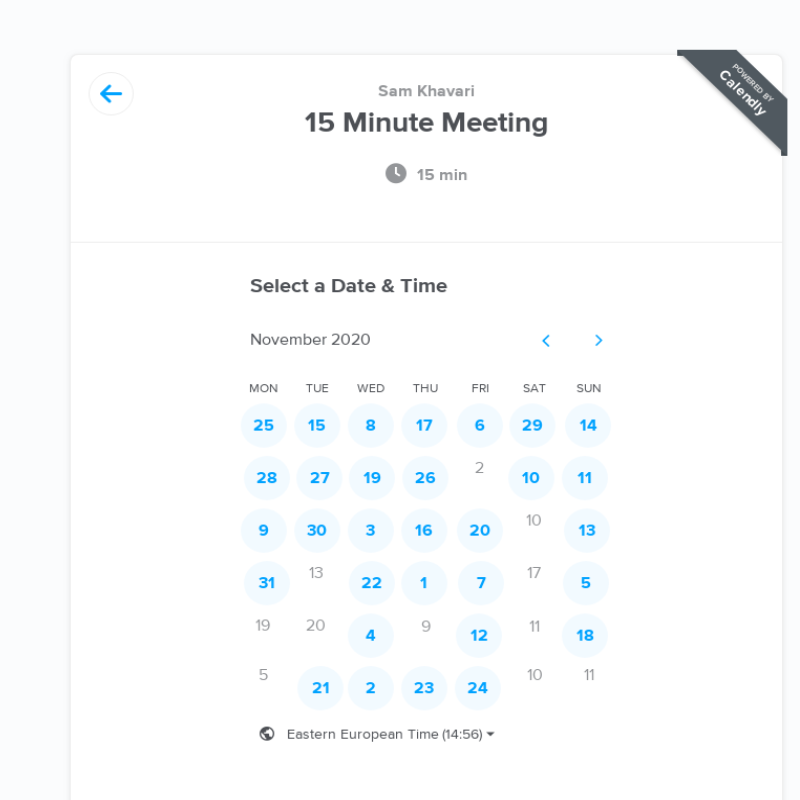 POWERED BY
Calendly
Sam Khavari
15 Minute Meeting
15 min
Select a Date & Time
November 2020
MON TUE WED THU FRI SAT SUN
25 15 8 17 6 29 14
28 27 19 26 2 10 11
9 30 3 16 20 10 13
31 13 22 1 7 17 5
19 20 4 9 12 11 18
5 21 2 23 24 10 11
Eastern European Time (14:56)